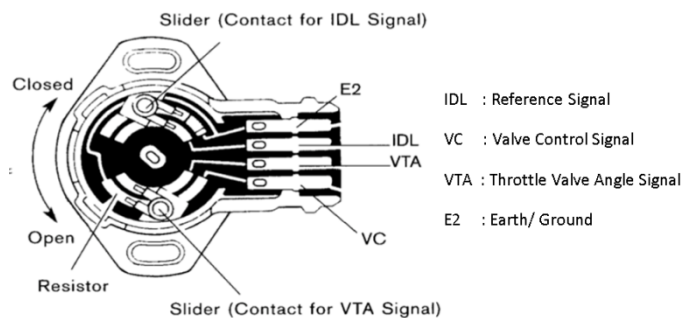 Slider (Contact for IDL Signal)
Closed
E2
IDL
VTA
VC
Open
Resistor
Slider (Contact for VTA Signal)
IDL : Reference Signal
VC : Valve Control Signal
VTA : Throttle Valve Angle Signal
E2 : Earth/ Ground